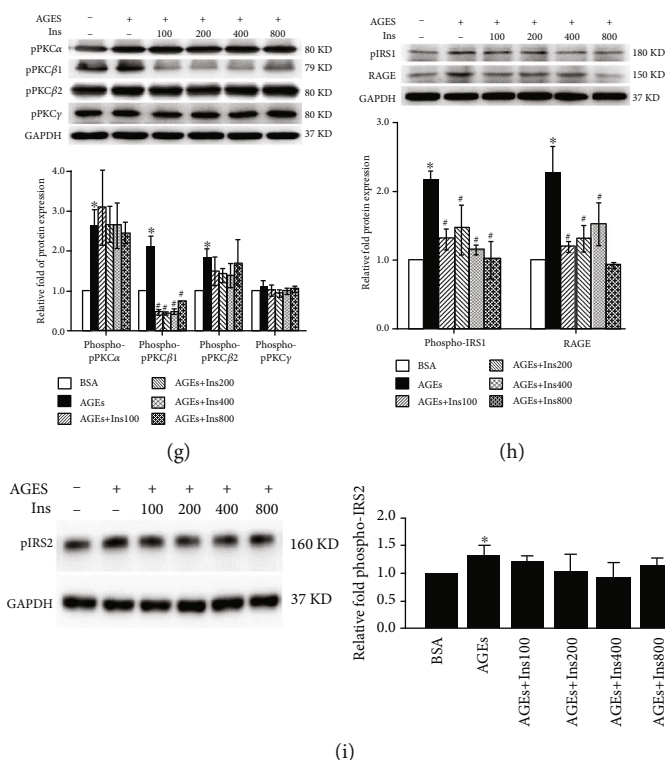 AGES – + + + + +
Ins – – 100 200 400 800
pPKCα 80 KD
pPKCβ1 79 KD
pPKCβ2 80 KD
pPKCγ 80 KD
GAPDH 37 KD
Relative fold of protein expression
4.0
3.0
2.0
1.0
0.0
* * *
# # # #
Phospho-pPKCα
Phospho-pPKCβ1
Phospho-pPKCβ2
Phospho-pPKCγ
BSA
AGEs
AGEs+Ins100
AGEs+Ins200
AGEs+Ins400
AGEs+Ins800
(g)
AGES – + + + + +
Ins – – 100 200 400 800
pIRS1 180 KD
RAGE 150 KD
GAPDH 37 KD
Relative fold protein expression
3.0
2.0
1.0
0.0
* *
# # # # # # #
Phospho-IRS1
RAGE
BSA
AGEs
AGEs+Ins100
AGEs+Ins200
AGEs+Ins400
AGEs+Ins800
(h)
AGES – + + + + +
Ins – – 100 200 400 800
pIRS2 160 KD
GAPDH 37 KD
Relative fold phospho-IRS2
2.0
1.5
1.0
0.5
0.0
*
BSA
AGEs
AGEs+Ins100
AGEs+Ins200
AGEs+Ins400
AGEs+Ins800
(i)